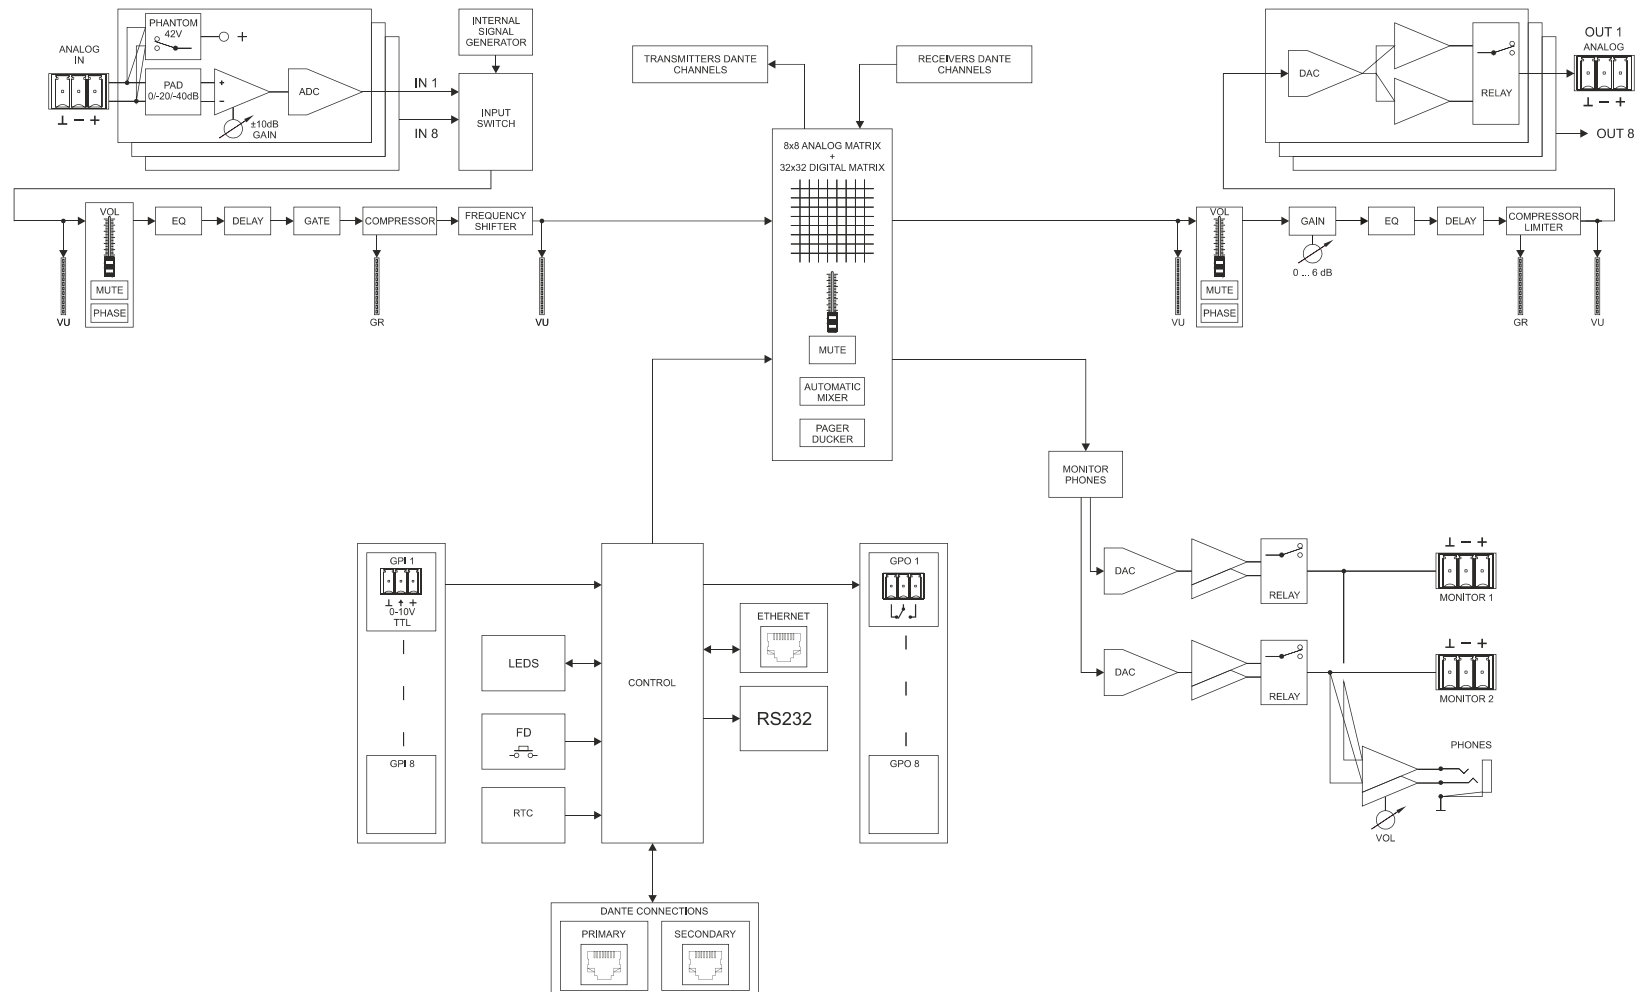 ANALOG
IN
⊥ − +
PHANTOM
42V
+
PAD
0/-20/-40dB
+
−
±10dB
GAIN
ADC
IN 1
IN 8
INTERNAL
SIGNAL
GENERATOR
INPUT
SWITCH
TRANSMITTERS DANTE
CHANNELS
RECEIVERS DANTE
CHANNELS
DAC
RELAY
OUT 1
ANALOG
⊥ − +
OUT 8
VU
VOL
MUTE
PHASE
EQ
DELAY
GATE
COMPRESSOR
GR
FREQUENCY
SHIFTER
VU
8x8 ANALOG MATRIX
+
32x32 DIGITAL MATRIX
MUTE
AUTOMATIC
MIXER
PAGER
DUCKER
VU
VOL
MUTE
PHASE
GAIN
0 ... 6 dB
EQ
DELAY
COMPRESSOR
LIMITER
GR
VU
MONITOR
PHONES
GPI 1
⊥ ↑ +
0-10V
TTL
GPI 8
LEDS
FD
RTC
CONTROL
ETHERNET
RS232
GPO 1
GPO 8
DAC
RELAY
⊥ − +
MONITOR 1
DAC
RELAY
⊥ − +
MONITOR 2
PHONES
VOL
DANTE CONNECTIONS
PRIMARY
SECONDARY